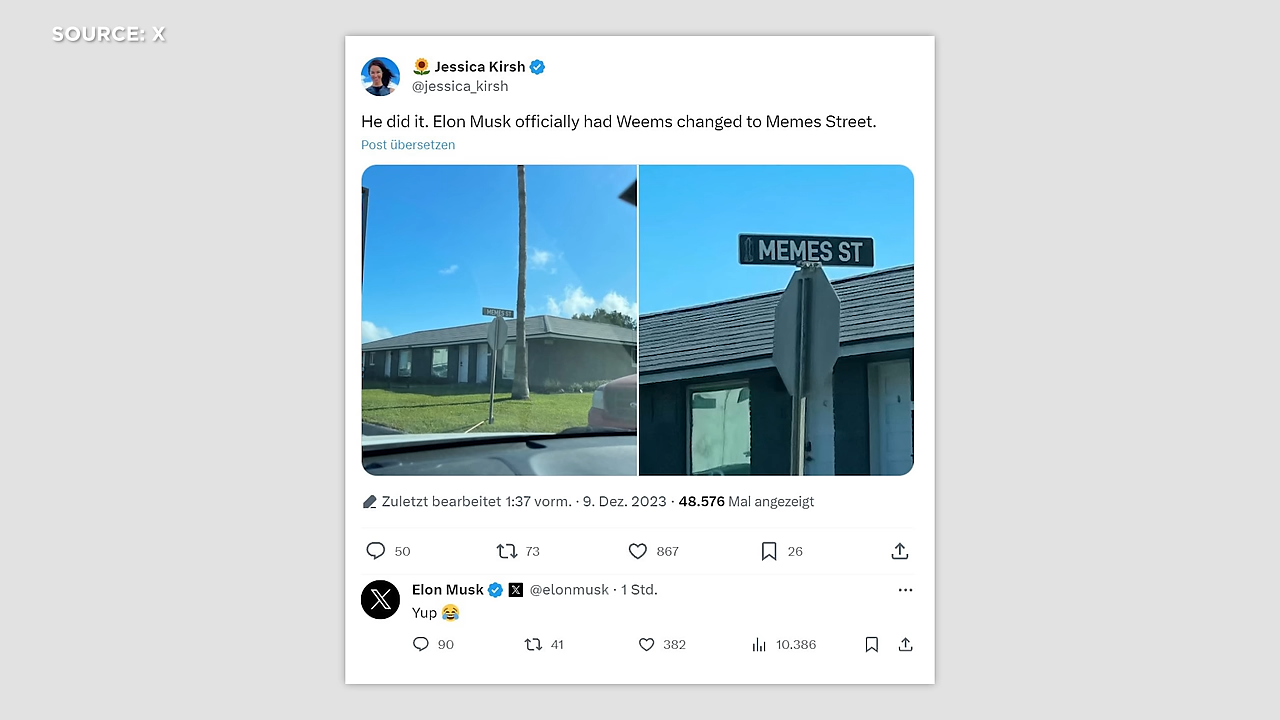 SOURCE: X
🌻 Jessica Kirsh
@jessica_kirsh
He did it. Elon Musk officially had Weems changed to Memes Street.
Post übersetzen
MEMES ST
MEMES ST
Zuletzt bearbeitet 1:37 vorm. · 9. Dez. 2023 · 48.576 Mal angezeigt
50 73 867 26
Elon Musk @elonmusk · 1 Std.
Yup 😂
90 41 382 10.386